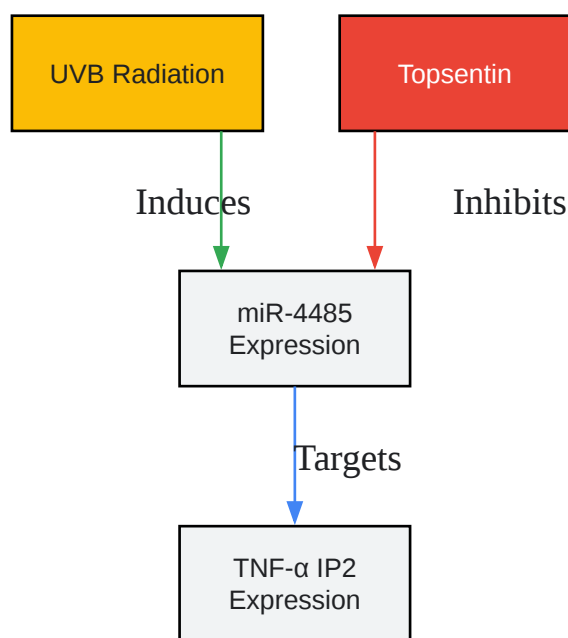 UVB Radiation
Topsentin
Induces
Inhibits
miR-4485
Expression
Targets
TNF-α IP2
Expression